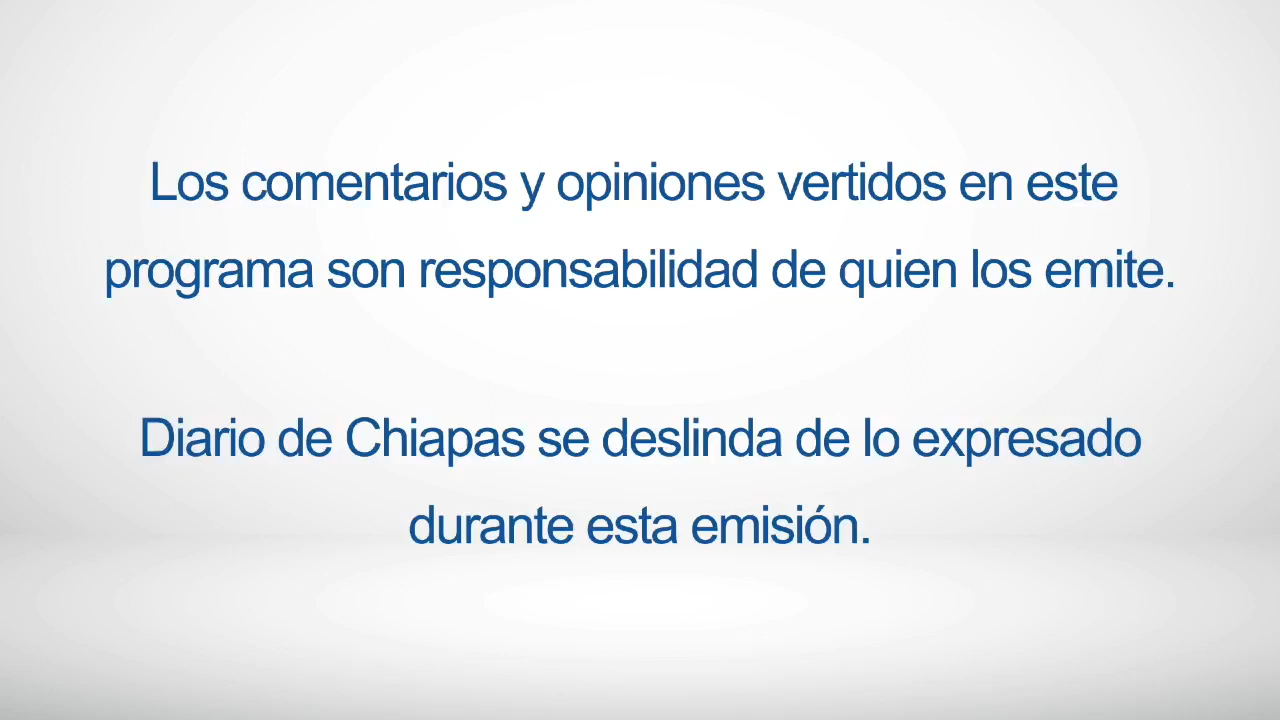 Los comentarios y opiniones vertidos en este
programa son responsabilidad de quien los emite.
Diario de Chiapas se deslinda de lo expresado
durante esta emisión.